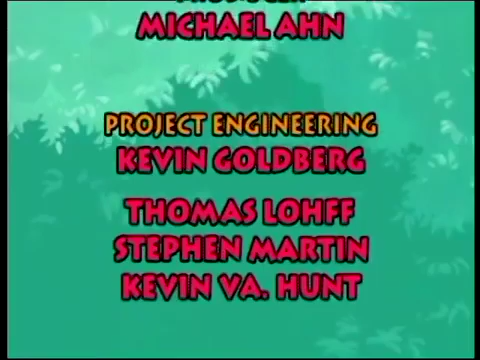 MICHAEL AHN
PROJECT ENGINEERING
KEVIN GOLDBERG
THOMAS LOHFF
STEPHEN MARTIN
KEVIN VA. HUNT